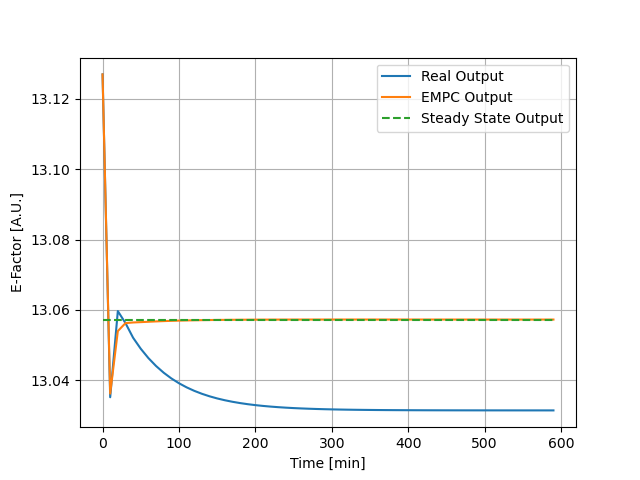 Real Output
EMPC Output
Steady State Output
13.12
13.10
13.08
13.06
13.04
E-Factor [A.U.]
0 100 200 300 400 500 600
Time [min]